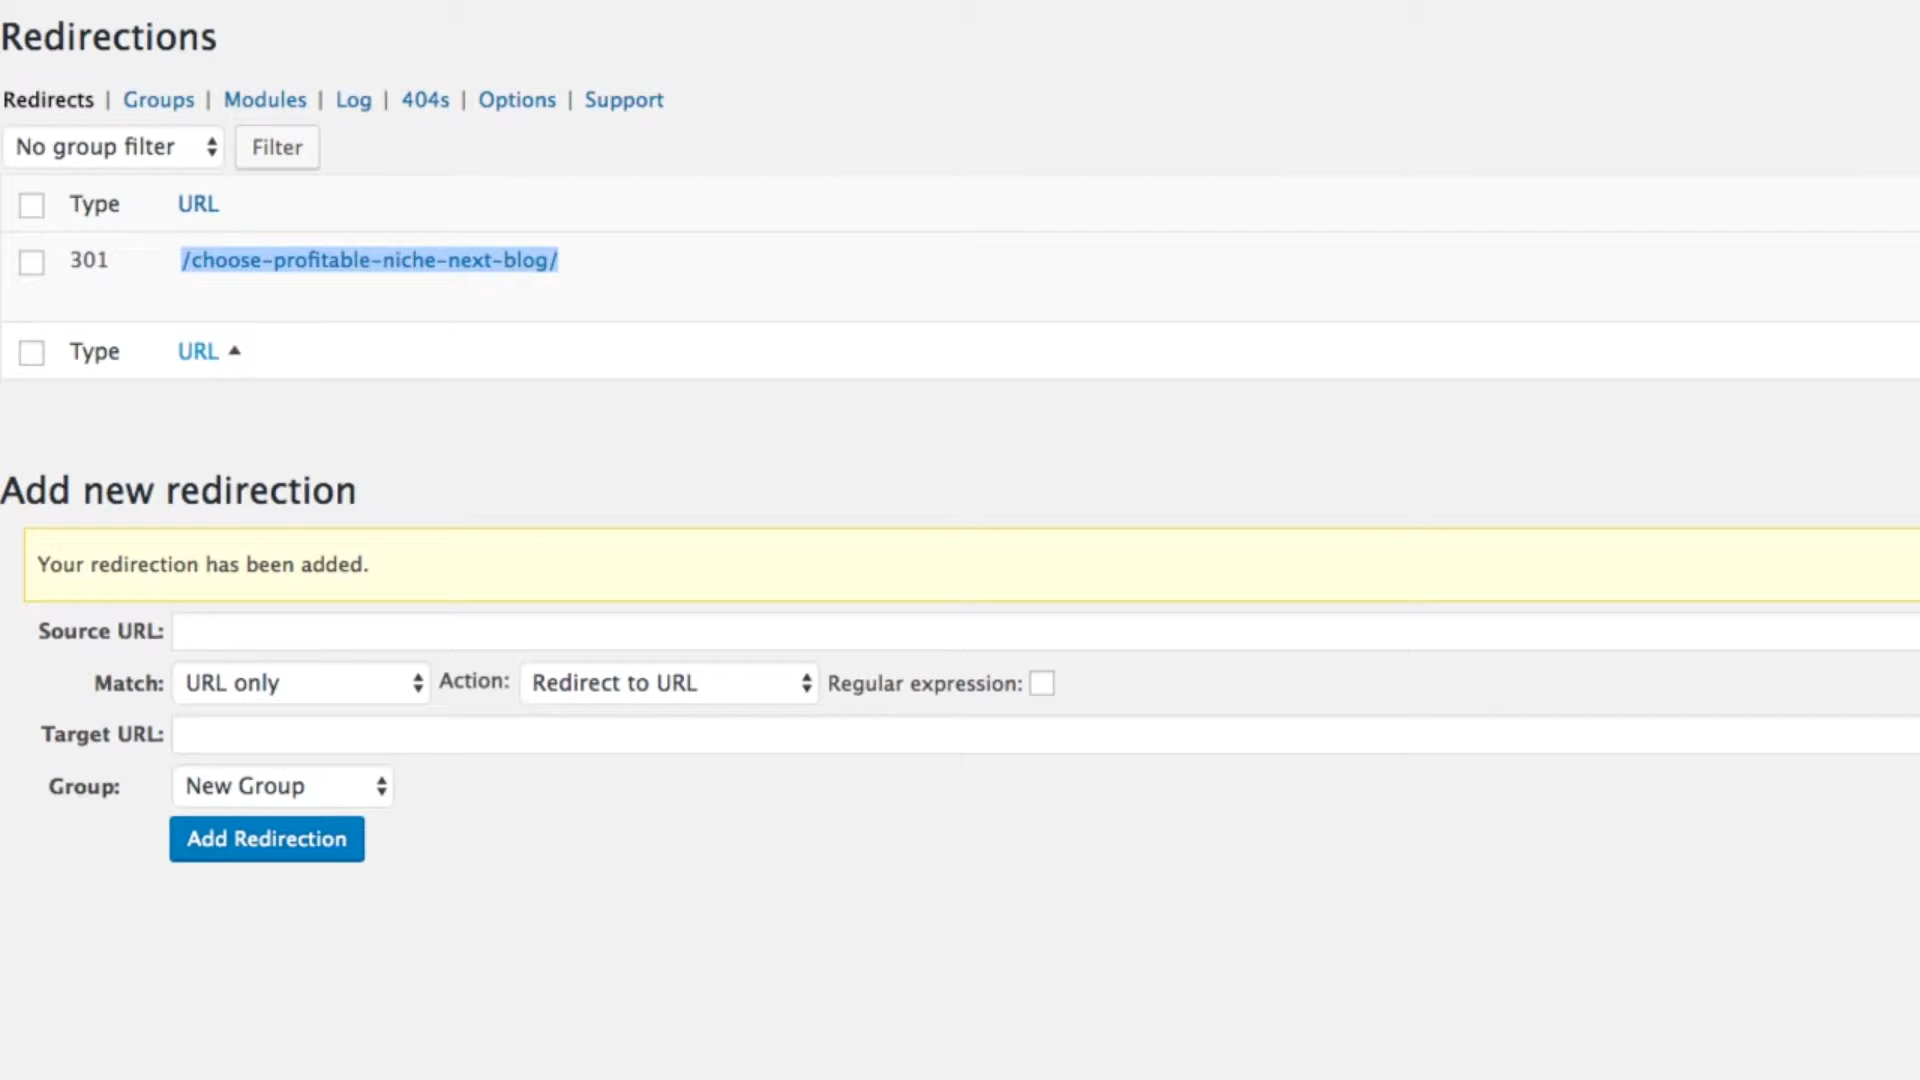 Redirections
Redirects | Groups | Modules | Log | 404s | Options | Support
No group filter Filter
Type URL
301 /choose-profitable-niche-next-blog/
Type URL
Add new redirection
Your redirection has been added.
Source URL:
Match: URL only Action: Redirect to URL Regular expression:
Target URL:
Group: New Group
Add Redirection